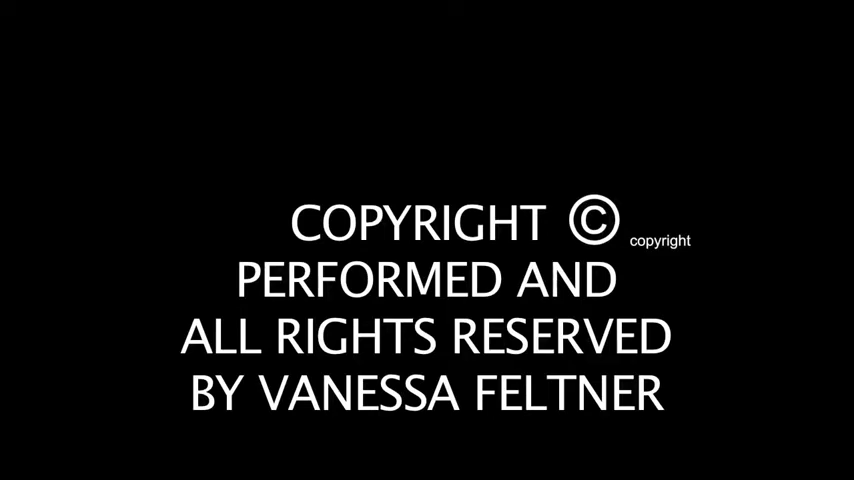 COPYRIGHT © copyright
PERFORMED AND
ALL RIGHTS RESERVED
BY VANESSA FELTNER